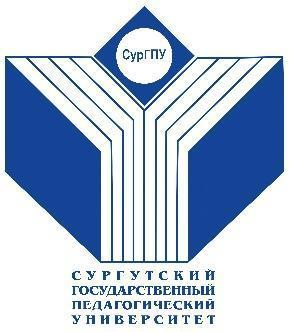 СурГПУ
СУРГУТСКИЙ
ГОСУДАРСТВЕННЫЙ
ПЕДАГОГИЧЕСКИЙ
УНИВЕРСИТЕТ